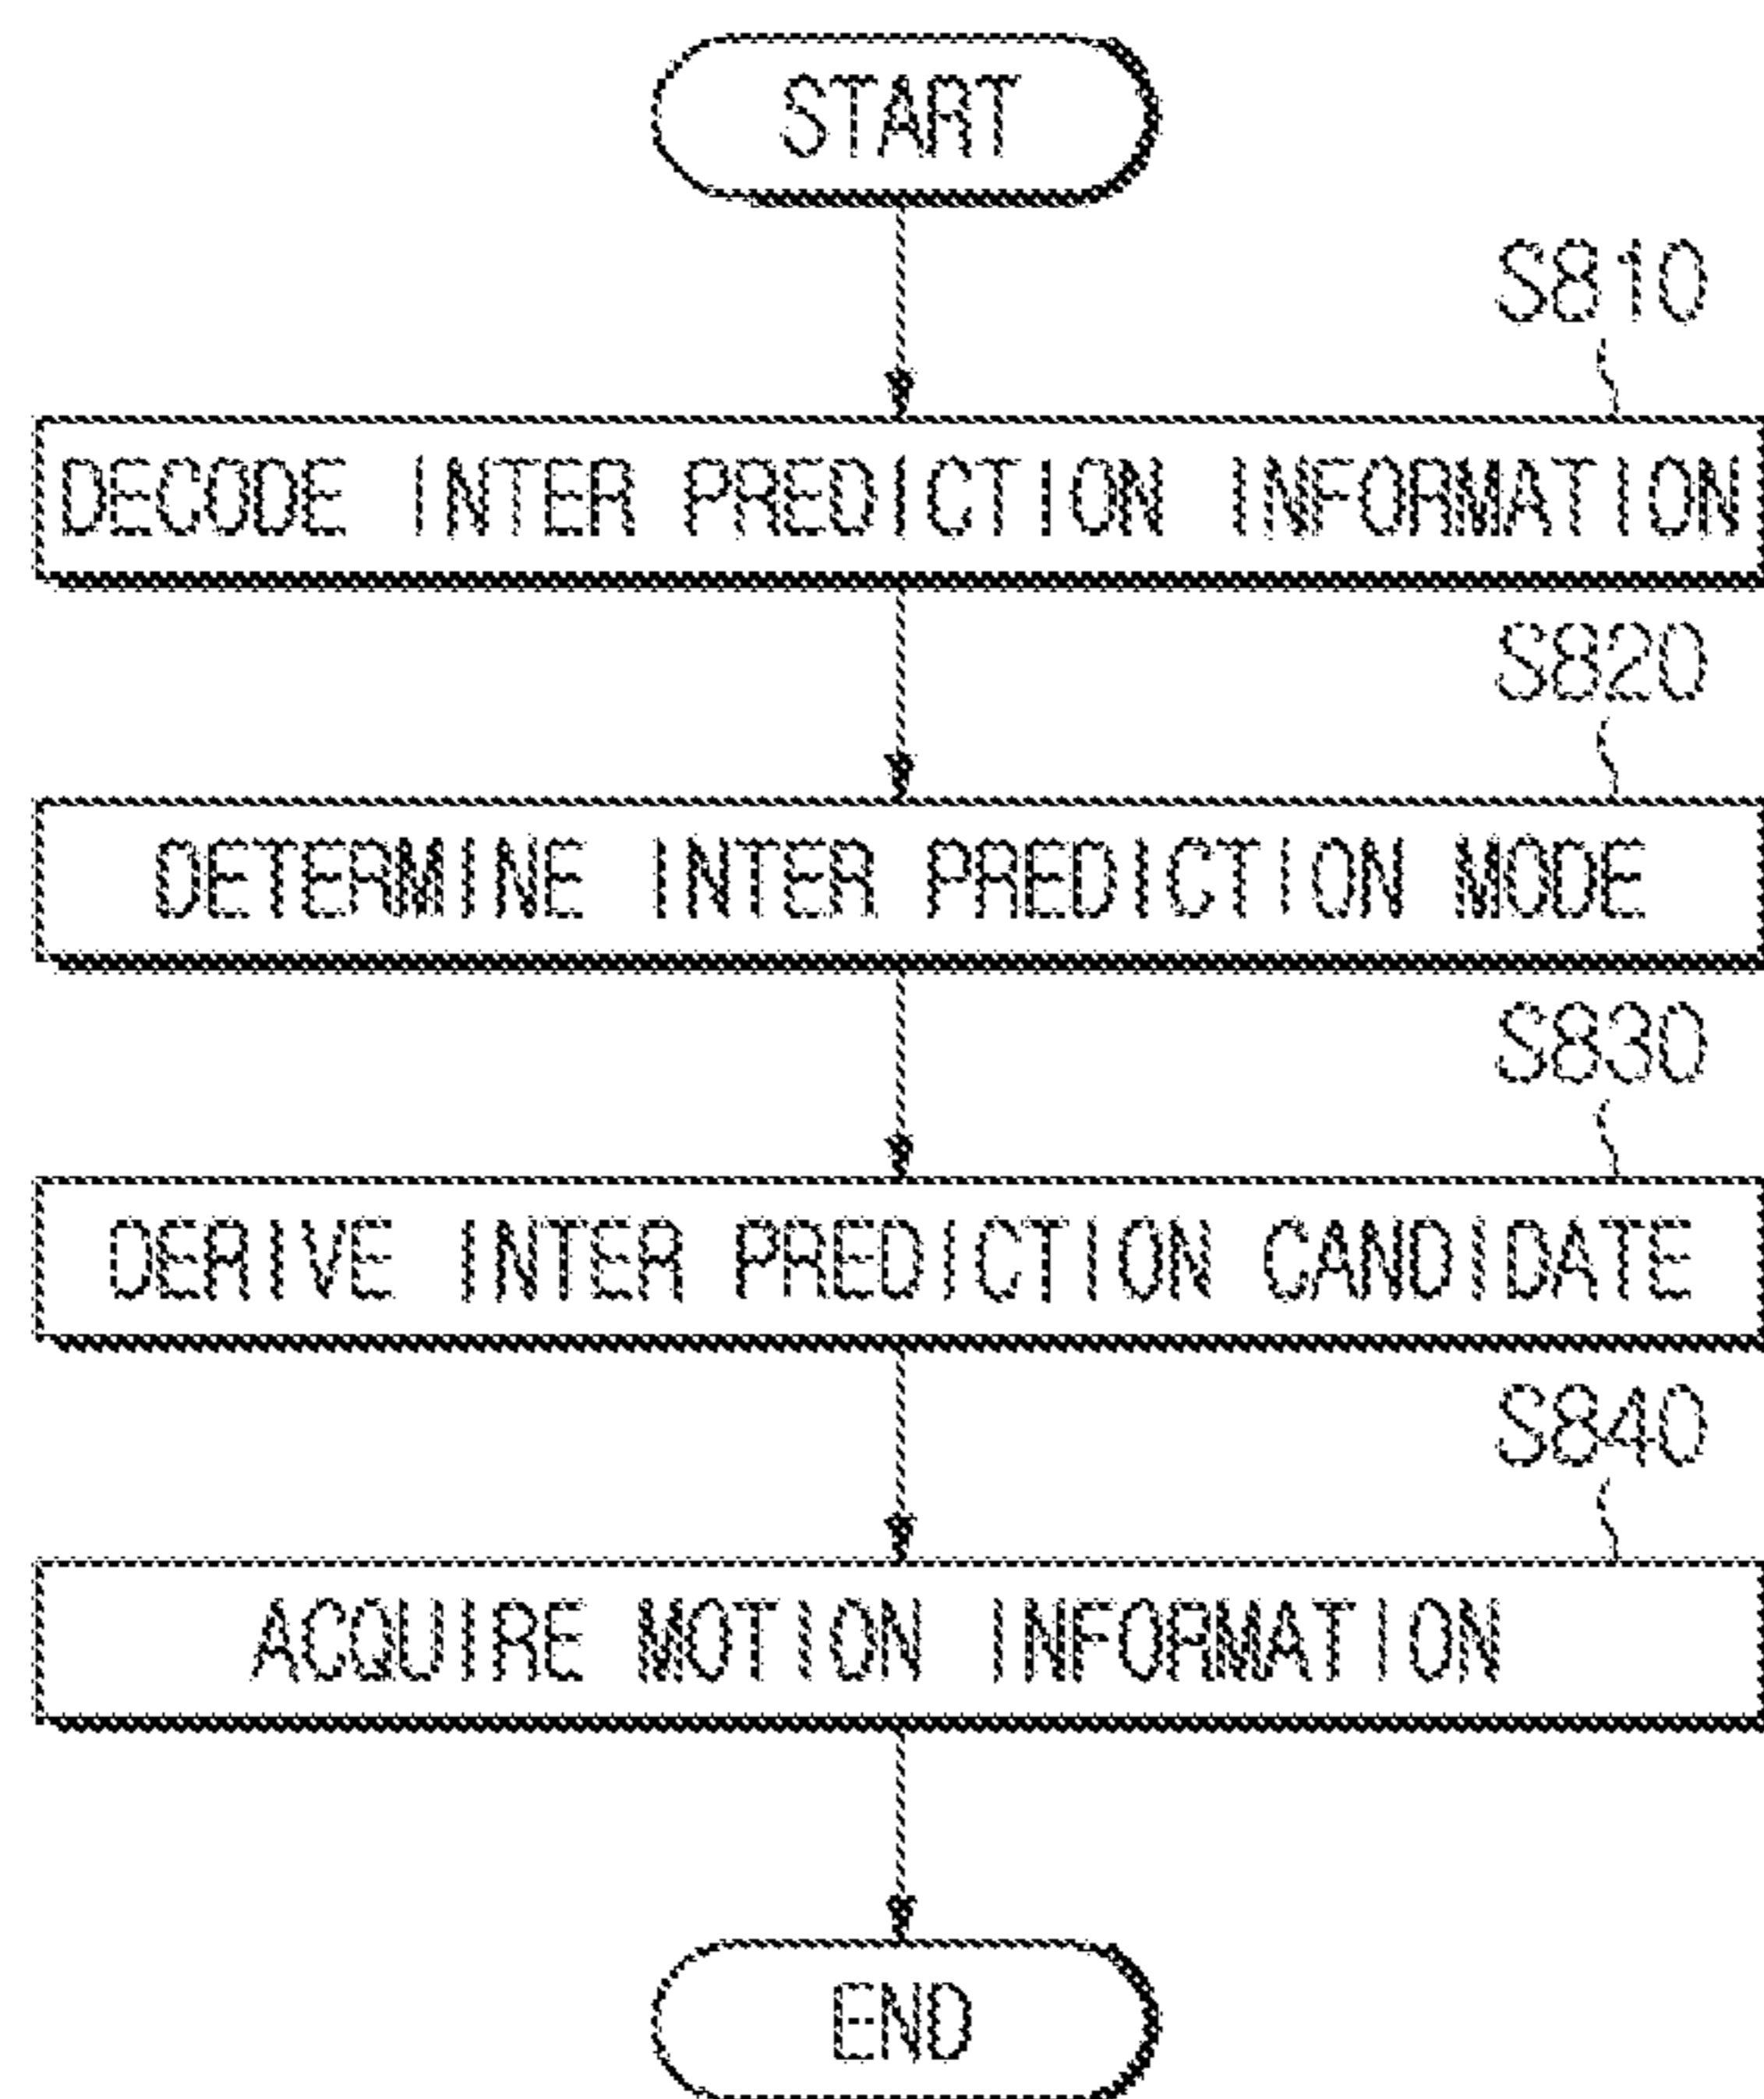 START
S810
DECODE INTER PREDICTION INFORMATION
S820
DETERMINE INTER PREDICTION MODE
S830
DERIVE INTER PREDICTION CANDIDATE
S840
ACQUIRE MOTION INFORMATION
END